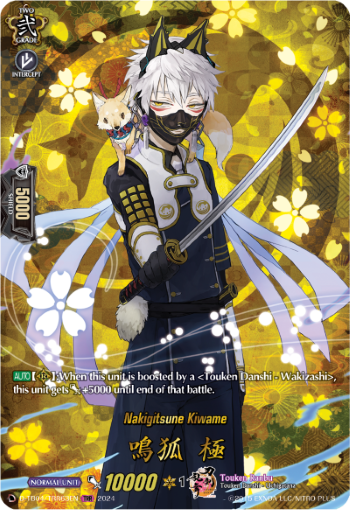 TWO
弐
GRADE
INTERCEPT
5000
SHIELD
AUTO【R】:When this unit is boosted by a <Touken Danshi - Wakizashi>,
this unit gets +5000 until end of that battle.
Nakigitsune Kiwame
鳴狐 極
NORMAL UNIT
10000
1
Touken Ranbu
2024